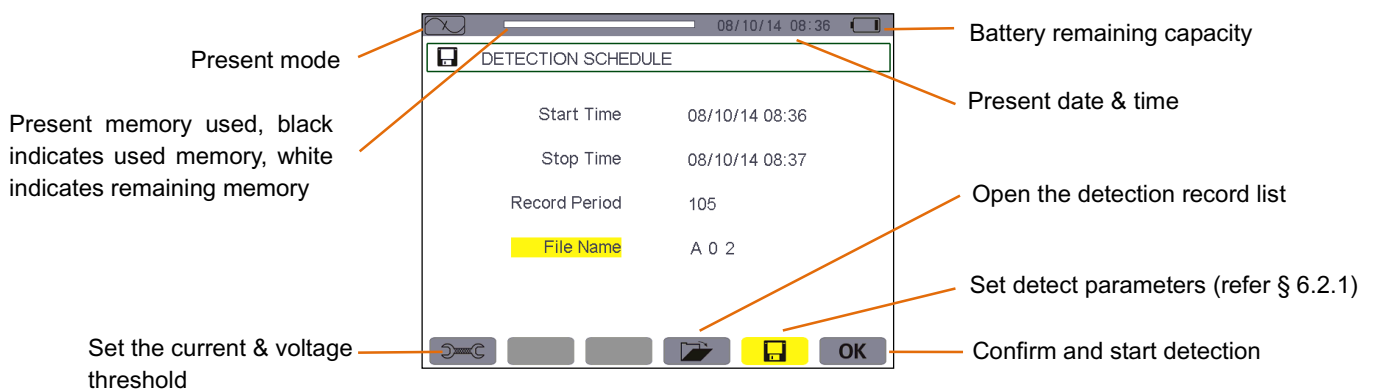 08/10/14 08:36
Battery remaining capacity
Present mode
DETECTION SCHEDULE
Present date & time
Present memory used, black
indicates used memory, white
indicates remaining memory
Start Time 08/10/14 08:36
Stop Time 08/10/14 08:37
Record Period 105
File Name A 0 2
Open the detection record list
Set detect parameters (refer § 6.2.1)
Set the current & voltage
threshold
OK
Confirm and start detection